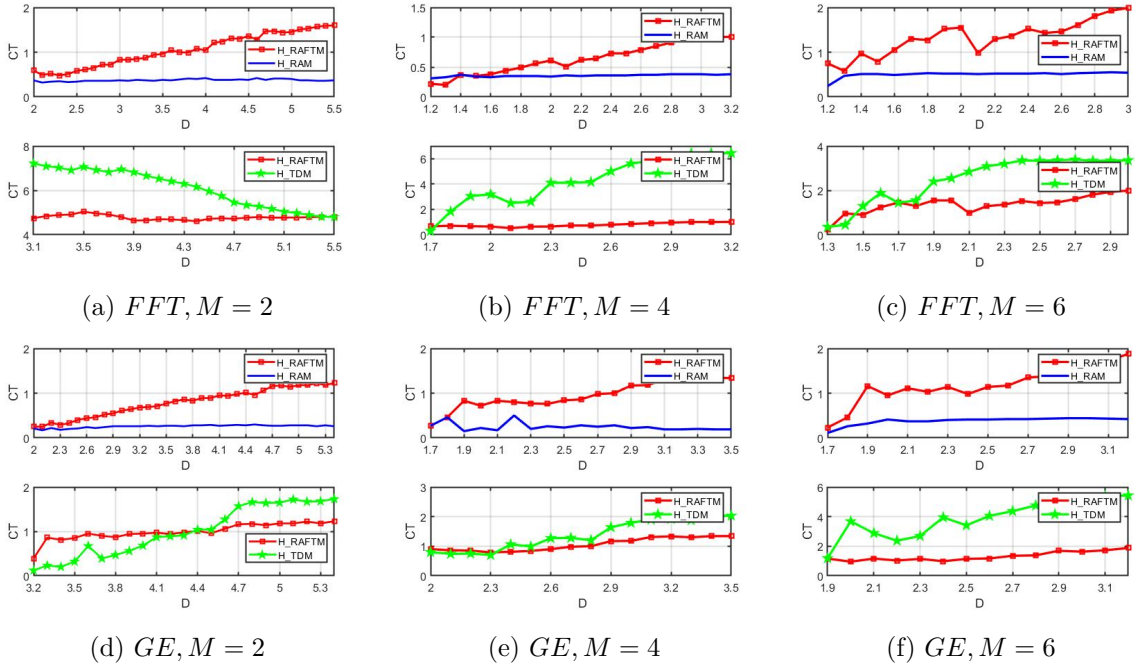 2
1
0
CT
H_RAFTM
H_RAM
2 2.5 3 3.5 4 4.5 5 5.5
D
1.5
1
0.5
0
CT
H_RAFTM
H_RAM
1.2 1.4 1.6 1.8 2 2.2 2.4 2.6 2.8 3 3.2
D
2
1
0
CT
H_RAFTM
H_RAM
1.2 1.4 1.6 1.8 2 2.2 2.4 2.6 2.8 3
D
8
6
4
CT
H_RAFTM
H_TDM
3.1 3.5 3.9 4.3 4.7 5.1 5.5
D
6
4
2
0
CT
H_RAFTM
H_TDM
1.7 2 2.3 2.6 2.9 3.2
D
4
2
0
CT
H_RAFTM
H_TDM
1.3 1.5 1.7 1.9 2.1 2.3 2.5 2.7 2.9
D
(a) FFT, M = 2
(b) FFT, M = 4
(c) FFT, M = 6
2
1
0
CT
H_RAFTM
H_RAM
2 2.3 2.6 2.9 3.2 3.5 3.8 4.1 4.4 4.7 5 5.3
D
2
1
0
CT
H_RAFTM
H_RAM
1.7 1.9 2.1 2.3 2.5 2.7 2.9 3.1 3.3 3.5
D
2
1
0
CT
H_RAFTM
H_RAM
1.7 1.9 2.1 2.3 2.5 2.7 2.9 3.1
D
2
1
0
CT
H_RAFTM
H_TDM
3.2 3.5 3.8 4.1 4.4 4.7 5 5.3
D
3
2
1
0
CT
H_RAFTM
H_TDM
2 2.3 2.6 2.9 3.2 3.5
D
6
4
2
0
CT
H_RAFTM
H_TDM
1.9 2.1 2.3 2.5 2.7 2.9 3.1
D
(d) GE, M = 2
(e) GE, M = 4
(f) GE, M = 6